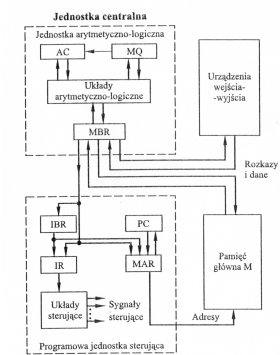 Jednostka centralna
Jednostka arytmetyczno-logiczna
AC
MQ
Układy
arytmetyczno-logiczne
MBR
Urządzenia
wejścia-
-wyjścia
Rozkazy
i dane
IBR
PC
IR
MAR
Pamięć
główna M
Układy
sterujące
Sygnały
sterujące
Adresy
Programowa jednostka sterująca